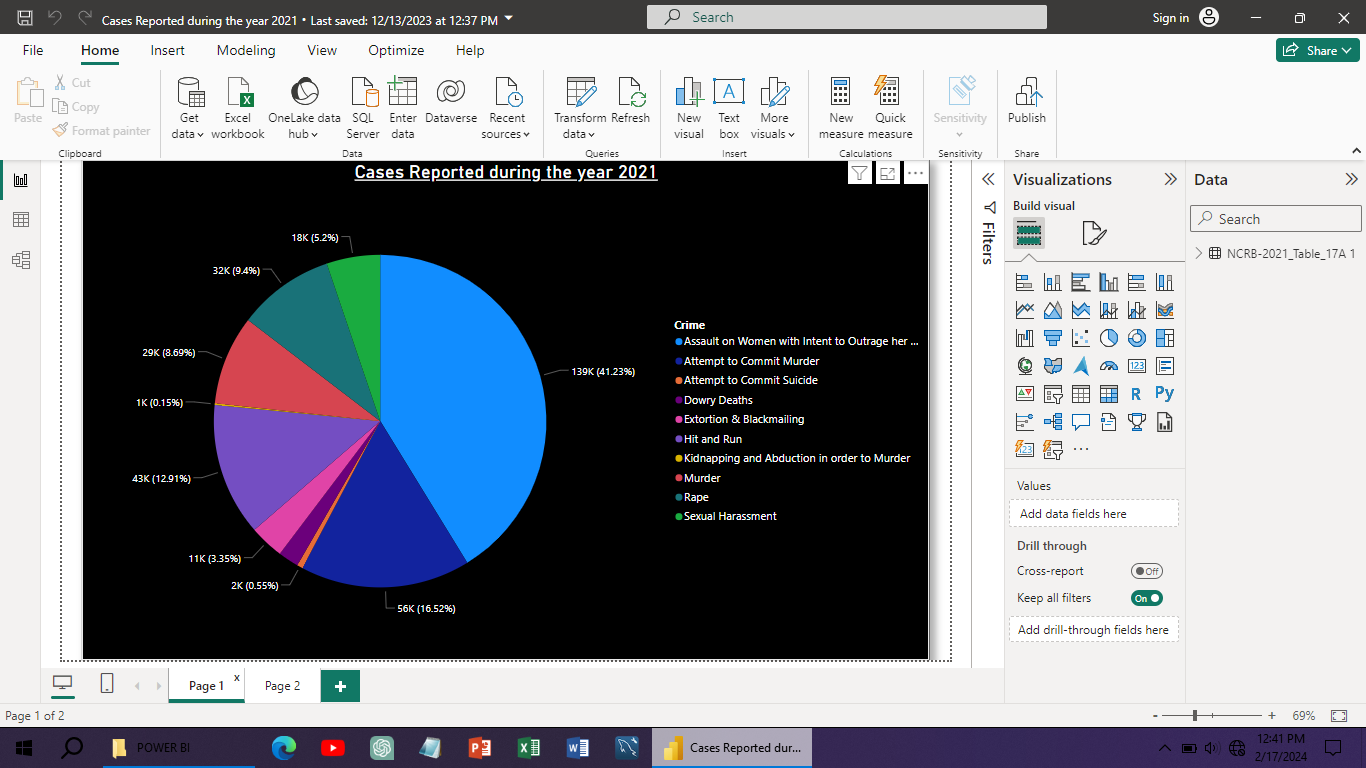 Cases Reported during the year 2021 • Last saved: 12/13/2023 at 12:37 PM
Search
Sign in
File
Home
Insert
Modeling
View
Optimize
Help
Share
Paste
Cut
Copy
Format painter
Clipboard
Get data
Excel workbook
OneLake data hub
SQL Server
Enter data
Dataverse
Recent sources
Data
Transform data
Refresh
Queries
New visual
Text box
More visuals
Insert
New measure
Quick measure
Calculations
Sensitivity
Sensitivity
Publish
Share
Cases Reported during the year 2021
18K (5.2%)
32K (9.4%)
29K (8.69%)
1K (0.15%)
43K (12.91%)
11K (3.35%)
2K (0.55%)
56K (16.52%)
139K (41.23%)
Crime
Assault on Women with Intent to Outrage her ...
Attempt to Commit Murder
Attempt to Commit Suicide
Dowry Deaths
Extortion & Blackmailing
Hit and Run
Kidnapping and Abduction in order to Murder
Murder
Rape
Sexual Harassment
Filters
Visualizations
Build visual
123
R
Py
123
Values
Add data fields here
Drill through
Cross-report
Off
Keep all filters
On
Add drill-through fields here
Data
Search
NCRB-2021_Table_17A 1
Page 1
x
Page 2
+
Page 1 of 2
- + 69%
POWER BI
Cases Reported dur...
12:41 PM
2/17/2024